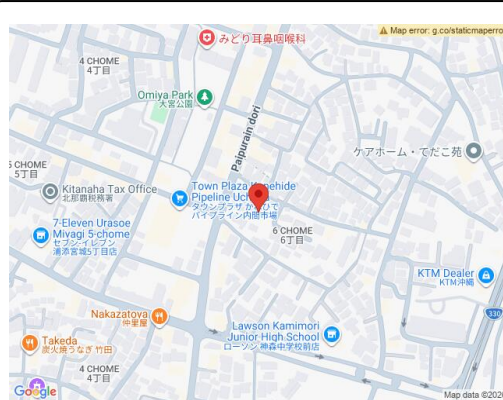 みどり耳鼻咽喉科
Map error: g.co/staticmaperro
4 CHOME
4丁目
Omiya Park
大宮公園
Paipurain dori
ケアホーム・てだこ苑
5 CHOME
5丁目
Kitanaha Tax Office
北那覇税務署
Town Plaza Kanehide
Pipeline Uchima
タウンプラザ かねひで
パイプライン内間市場
6 CHOME
6丁目
7-Eleven Urasoe
Miyagi 5-chome
セブン-イレブン
浦添宮城5丁目店
KTM Dealer
KTM沖縄
330
Nakazatoya
仲里屋
Lawson Kamimori
Junior High School
ローソン 神森中学校前店
Takeda
炭火焼うなぎ 竹田
4 CHOME
4丁目
Google
Map data ©2025